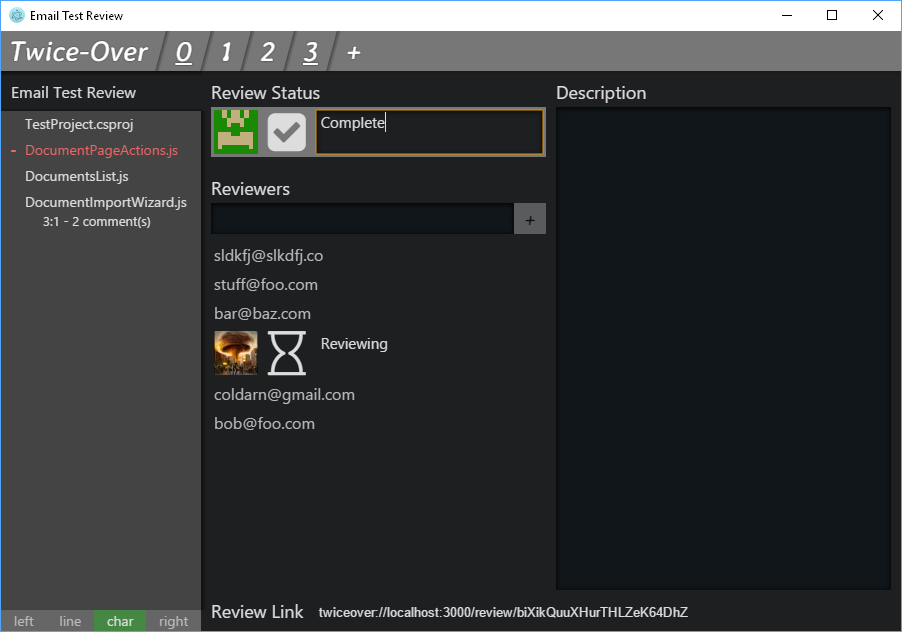 Email Test Review
Twice-Over 0 1 2 3 +
Email Test Review
TestProject.csproj
- DocumentPageActions.js
DocumentsList.js
DocumentImportWizard.js
3:1 - 2 comment(s)
left line char right
Review Status
Complete
Reviewers
+
sldkfj@slkdfj.co
stuff@foo.com
bar@baz.com
Reviewing
coldarn@gmail.com
bob@foo.com
Description
Review Link twiceover://localhost:3000/review/biXikQuuXHurTHLZeK64DhZ